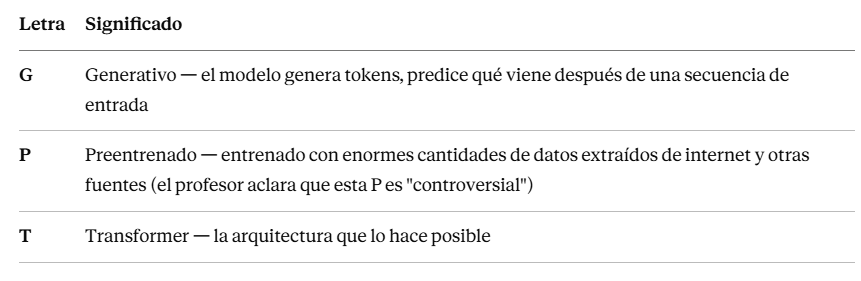 Letra Significado
G Generativo — el modelo genera tokens, predice qué viene después de una secuencia de
entrada
P Preentrenado — entrenado con enormes cantidades de datos extraídos de internet y otras
fuentes (el profesor aclara que esta P es "controversial")
T Transformer — la arquitectura que lo hace posible